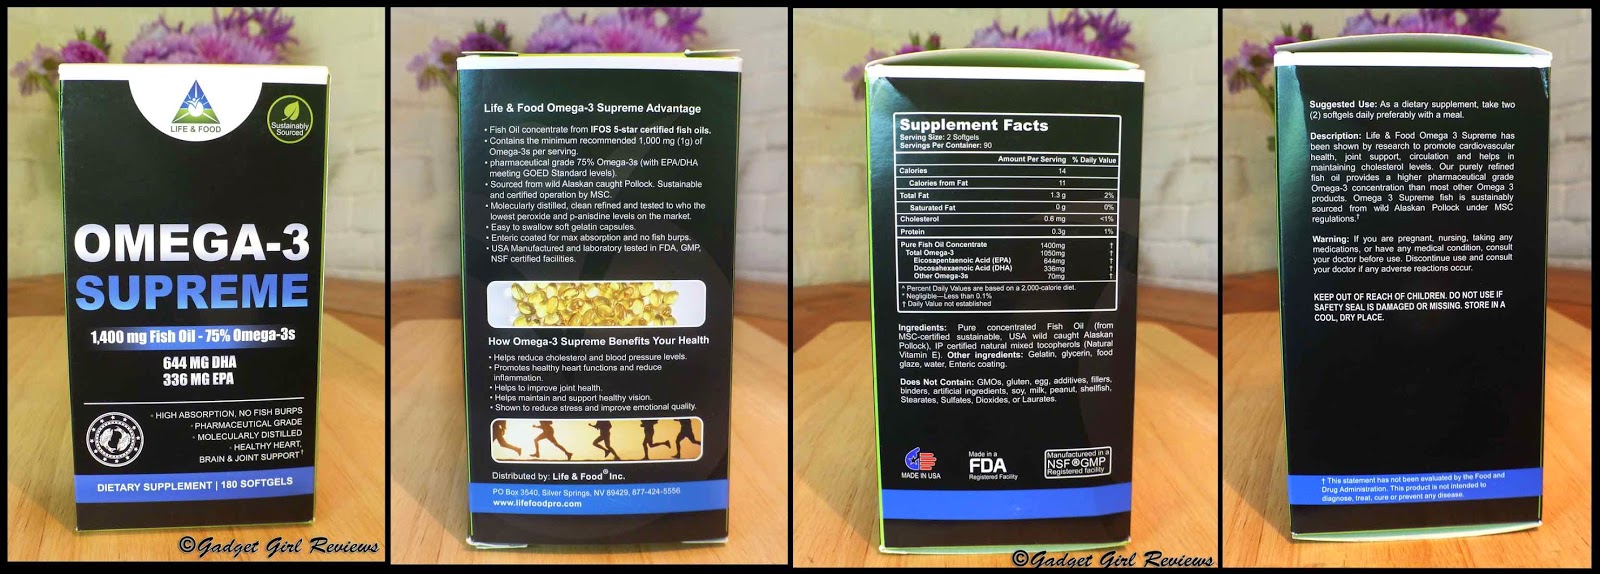 LIFE & FOOD
Sustainably
Sourced
OMEGA-3
SUPREME
1,400 mg Fish Oil - 75% Omega-3s
644 MG DHA
336 MG EPA
• HIGH ABSORPTION, NO FISH BURPS
• PHARMACEUTICAL GRADE
• MOLECULARLY DISTILLED
• HEALTHY HEART,
BRAIN & JOINT SUPPORT†
DIETARY SUPPLEMENT | 180 SOFTGELS
©Gadget Girl Reviews
Life & Food Omega-3 Supreme Advantage
• Fish Oil concentrate from IFOS 5-star certified fish oils.
• Contains the minimum recommended 1,000 mg (1g) of
Omega-3s per serving.
• pharmaceutical grade 75% Omega-3s (with EPA/DHA
meeting GOED Standard levels).
• Sourced from wild Alaskan caught Pollock. Sustainable
and certified operation by MSC.
• Molecularly distilled, clean refined and tested to who the
lowest peroxide and p-anisdine levels on the market.
• Easy to swallow soft gelatin capsules.
• Enteric coated for max absorption and no fish burps.
• USA Manufactured and laboratory tested in FDA, GMP,
NSF certified facilities.
How Omega-3 Supreme Benefits Your Health
• Helps reduce cholesterol and blood pressure levels.
• Promotes healthy heart functions and reduce
inflammation.
• Helps to improve joint health.
• Helps maintain and support healthy vision.
• Shown to reduce stress and improve emotional quality.
Distributed by: Life & Food® Inc.
PO Box 3540, Silver Springs, NV 89429, 877-424-5556
www.lifefoodpro.com
Supplement Facts
Serving Size: 2 Softgels
Servings Per Container: 90
Amount Per Serving % Daily Value
Calories 14
Calories from Fat 11
Total Fat 1.3 g 2%
Saturated Fat 0 g 0%
Cholesterol 0.6 mg <1%
Protein 0.3g 1%
Pure Fish Oil Concentrate 1400mg †
Total Omega-3 1050mg †
Eicosapentaenoic Acid (EPA) 644mg †
Docosahexaenoic Acid (DHA) 336mg †
Other Omega-3s 70mg †
^ Percent Daily Values are based on a 2,000-calorie diet.
* Negligible—Less than 0.1%
† Daily Value not established
Ingredients: Pure concentrated Fish Oil (from
MSC-certified sustainable, USA wild caught Alaskan
Pollock), IP certified natural mixed tocopherols (Natural
Vitamin E). Other ingredients: Gelatin, glycerin, food
glaze, water, Enteric coating.
Does Not Contain: GMOs, gluten, egg, additives, fillers,
binders, artificial ingredients, soy, milk, peanut, shellfish,
Stearates, Sulfates, Dioxides, or Laurates.
MADE IN USA
Made in a
FDA
Registered Facility
Manufactureed in a
NSF®GMP
Registered facility
©Gadget Girl Reviews
Suggested Use: As a dietary supplement, take two
(2) softgels daily preferably with a meal.
Description: Life & Food Omega 3 Supreme has
been shown by research to promote cardiovascular
health, joint support, circulation and helps in
maintaining cholesterol levels. Our purely refined
fish oil provides a higher pharmaceutical grade
Omega-3 concentration than most other Omega 3
products. Omega 3 Supreme fish is sustainably
sourced from wild Alaskan Pollock under MSC
regulations.†
Warning: If you are pregnant, nursing, taking any
medications, or have any medical condition, consult
your doctor before use. Discontinue use and consult
your doctor if any adverse reactions occur.
KEEP OUT OF REACH OF CHILDREN. DO NOT USE IF
SAFETY SEAL IS DAMAGED OR MISSING. STORE IN A
COOL, DRY PLACE.
† This statement has not been evaluated by the Food and
Drug Administration. This product is not intended to
diagnose, treat, cure or prevent any disease.